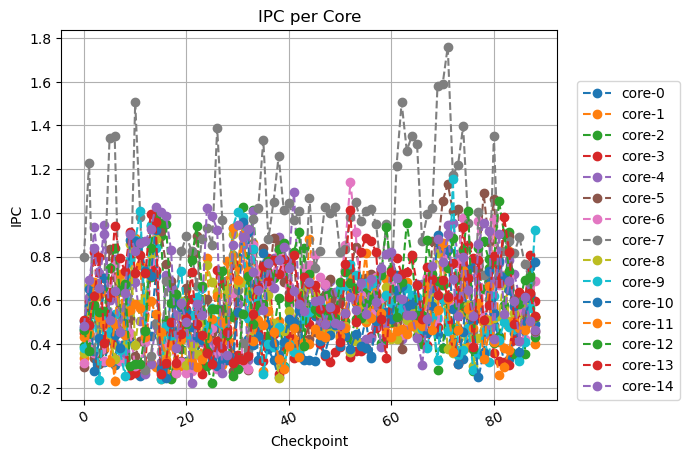 IPC per Core
IPC
1.8
1.6
1.4
1.2
1.0
0.8
0.6
0.4
0.2
0
20
40
60
80
Checkpoint
core-0
core-1
core-2
core-3
core-4
core-5
core-6
core-7
core-8
core-9
core-10
core-11
core-12
core-13
core-14